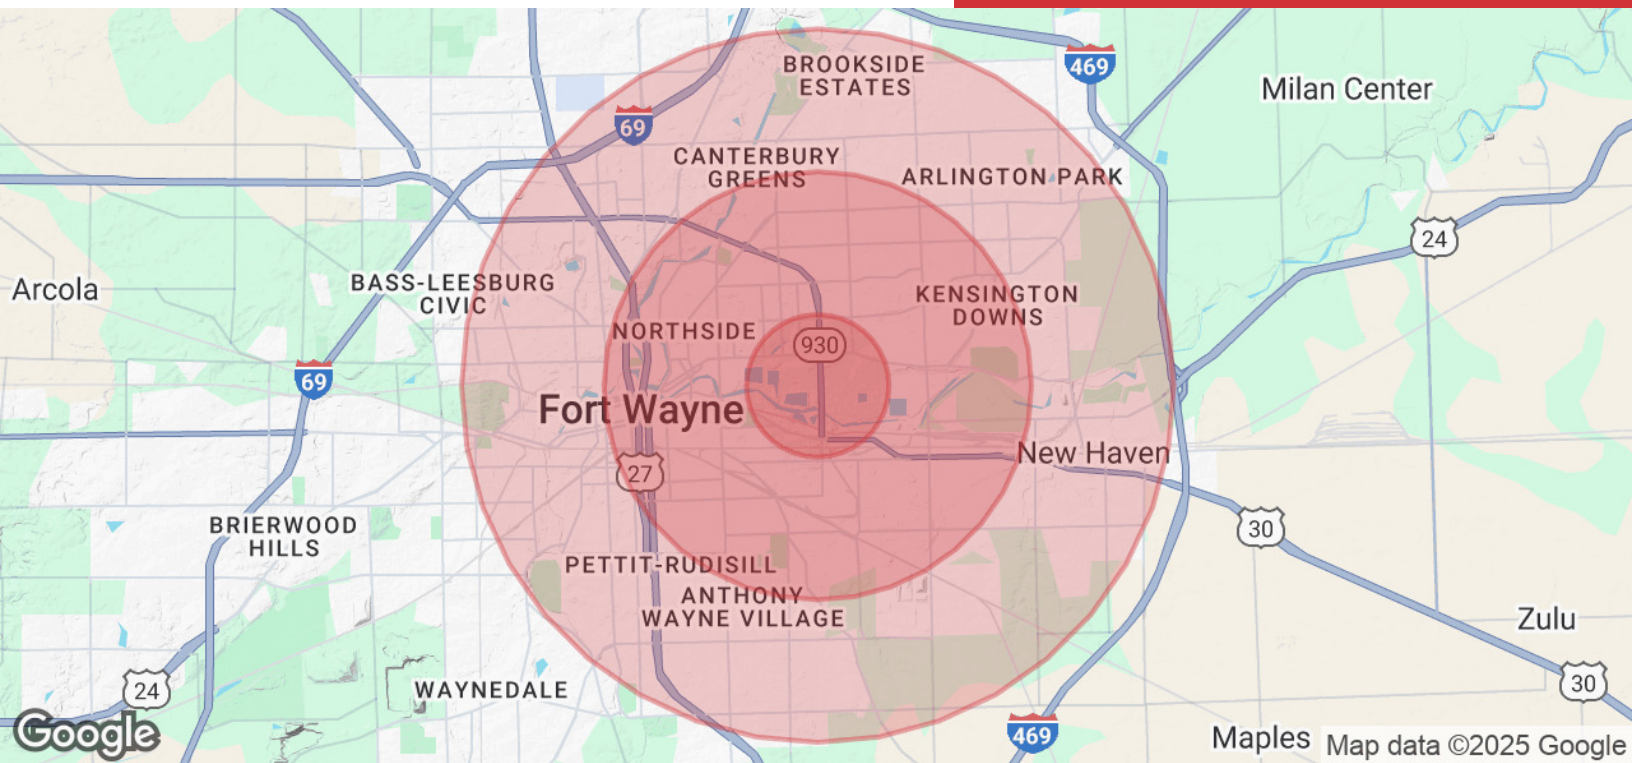 BROOKSIDE
ESTATES
469
Milan Center
69
CANTERBURY
GREENS
ARLINGTON PARK
24
Arcola
BASS-LEESBURG
CIVIC
KENSINGTON
DOWNS
NORTHSIDE
930
69
Fort Wayne
New Haven
27
30
BRIERWOOD
HILLS
PETTIT-RUDISILL
ANTHONY
WAYNE VILLAGE
Zulu
24
WAYNEDALE
30
Google
469
Maples
Map data ©2025 Google